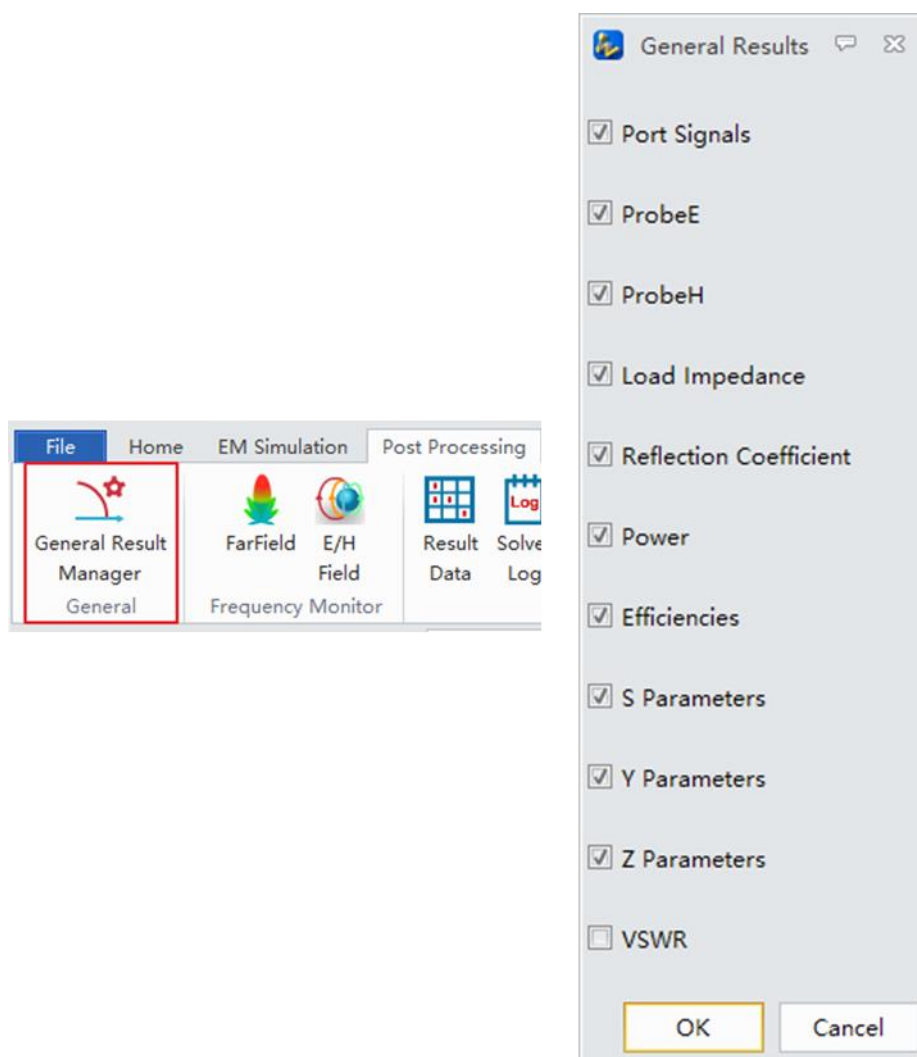 File Home EM Simulation Post Processing
General Result Manager
FarField
E/H Field
Result Data
Log
Log
General
Frequency Monitor
General Results
Port Signals
ProbeE
ProbeH
Load Impedance
Reflection Coefficient
Power
Efficiencies
S Parameters
Y Parameters
Z Parameters
VSWR
OK Cancel